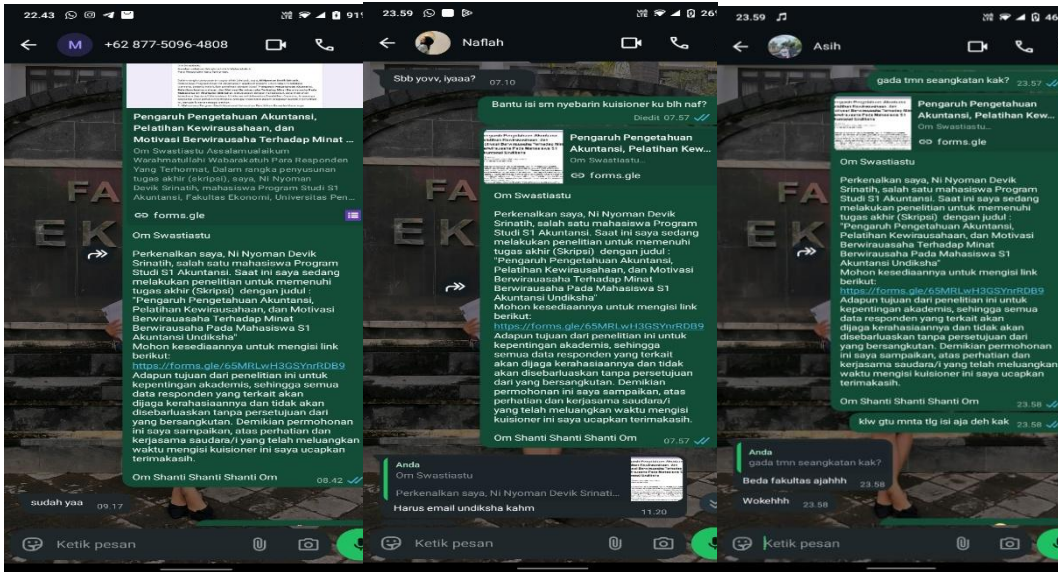 22.43
91
M
+62 877-5096-4808
Pengaruh Pengetahuan Akuntansi,
Pelatihan Kewirausahaan, dan
Motivasi Berwirausaha Terhadap Minat ...
Om Swastiastu Assalamualaikum
Warahmatullahi Wabarakatuh Para Responden
Yang Terhormat, Dalam rangka penyusunan
tugas akhir (skripsi), saya, Ni Nyoman
Devik Srinatih, mahasiswa Program Studi S1
Akuntansi, Fakultas Ekonomi, Universitas Pen...
forms.gle
Om Swastiastu
Perkenalkan saya, Ni Nyoman Devik
Srinatih, salah satu mahasiswa Program
Studi S1 Akuntansi. Saat ini saya sedang
melakukan penelitian untuk memenuhi
tugas akhir (Skripsi) dengan judul :
"Pengaruh Pengetahuan Akuntansi,
Pelatihan Kewirausahaan, dan Motivasi
Berwirauasaha Terhadap Minat
Berwirausaha Pada Mahasiswa S1
Akuntansi Undiksha"
Mohon kesediaannya untuk mengisi link
berikut:
https://forms.gle/65MRLwH3GSYnrRDB9
Adapun tujuan dari penelitian ini untuk
kepentingan akademis, sehingga semua
data responden yang terkait akan
dijaga kerahasiaannya dan tidak akan
disebarluaskan tanpa persetujuan dari
yang bersangkutan. Demikian permohonan
ini saya sampaikan, atas perhatian dan
kerjasama saudara/i yang telah meluangkan
waktu mengisi kuisioner ini saya ucapkan
terimakasih.
Om Shanti Shanti Shanti Om
08.42
sudah yaa
09.17
Ketik pesan
23.59
26
Naflah
Sbb yovv, iyaaa?
07.10
Bantu isi sm nyebarin kuisioner ku blh naf?
Diedit 07.57
Pengaruh Pengetahuan
Akuntansi, Pelatihan Kew...
Om Swastiastu...
forms.gle
Om Swastiastu
Perkenalkan saya, Ni Nyoman Devik
Srinatih, salah satu mahasiswa Program
Studi S1 Akuntansi. Saat ini saya sedang
melakukan penelitian untuk memenuhi
tugas akhir (Skripsi) dengan judul :
"Pengaruh Pengetahuan Akuntansi,
Pelatihan Kewirausahaan, dan Motivasi
Berwirauasaha Terhadap Minat
Berwirausaha Pada Mahasiswa S1
Akuntansi Undiksha"
Mohon kesediaannya untuk mengisi link
berikut:
https://forms.gle/65MRLwH3GSYnrRDB9
Adapun tujuan dari penelitian ini untuk
kepentingan akademis, sehingga
semua data responden yang terkait
akan dijaga kerahasiaannya dan tidak
akan disebarluaskan tanpa persetujuan
dari yang bersangkutan. Demikian
permohonan ini saya sampaikan, atas
perhatian dan kerjasama saudara/i
yang telah meluangkan waktu mengisi
kuisioner ini saya ucapkan terimakasih.
Om Shanti Shanti Shanti Om
07.57
Anda
Om Swastiastu
Perkenalkan saya, Ni Nyoman Devik Srinati...
Harus email undiksha kahm
11.20
Ketik pesan
23.59
46
Asih
gada tmn seangkatan kak?
23.57
Pengaruh Pengetahuan
Akuntansi, Pelatihan Kew...
Om Swastiastu...
forms.gle
Om Swastiastu
Perkenalkan saya, Ni Nyoman Devik
Srinatih, salah satu mahasiswa Program
Studi S1 Akuntansi. Saat ini saya sedang
melakukan penelitian untuk memenuhi
tugas akhir (Skripsi) dengan judul :
"Pengaruh Pengetahuan Akuntansi,
Pelatihan Kewirausahaan, dan Motivasi
Berwirauasaha Terhadap Minat
Berwirausaha Pada Mahasiswa S1
Akuntansi Undiksha"
Mohon kesediaannya untuk mengisi link
berikut:
https://forms.gle/65MRLwH3GSYnrRDB9
Adapun tujuan dari penelitian ini untuk
kepentingan akademis, sehingga semua
data responden yang terkait akan
dijaga kerahasiaannya dan tidak akan
disebarluaskan tanpa persetujuan dari
yang bersangkutan. Demikian permohonan
ini saya sampaikan, atas perhatian dan
kerjasama saudara/i yang telah meluangkan
waktu mengisi kuisioner ini saya ucapkan
terimakasih.
Om Shanti Shanti Shanti Om
23.58
klw gtu mnta tlg isi aja deh kak
23.58
Anda
gada tmn seangkatan kak?
Beda fakultas ajahhh
23.58
Wokehhh
23.58
Ketik pesan